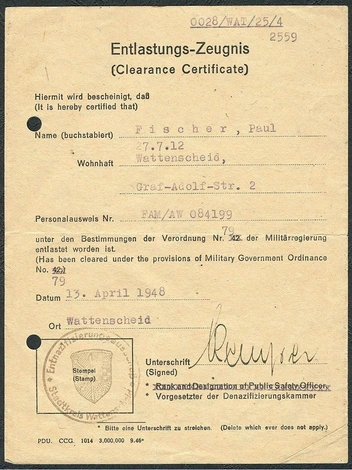 0028/WAT/25/4
2559
Entlastungs-Zeugnis
(Clearance Certificate)
Hiermit wird bescheinigt, daß
(It is hereby certified that)
Name (buchstabiert) Fischer, Paul
27.7.12
Wohnhaft Wattenscheid,
Graf-Adolf-Str. 2
Personalausweis Nr. FAM/AW 084199
79
unter den Bestimmungen der Verordnung Nr. 42. der Militärregierung
entlastet worden ist.
(Has been cleared under the provisions of Military Government Ordinance
No. 42.)
79
Datum 13. April 1948
Ort Wattenscheid
Entnazifizierungs
Stadtkreis
Stempel
(Stamp)
Unterschrift
(Signed)
* Rank and Designation of Public Safety Officer
* Vorgesetzter der Denazifizierungskammer
* Bitte eine Unterschrift zu streichen. (Delete which ever does not apply.)
PDU. CCG. 1014 3,000,000 9.46*